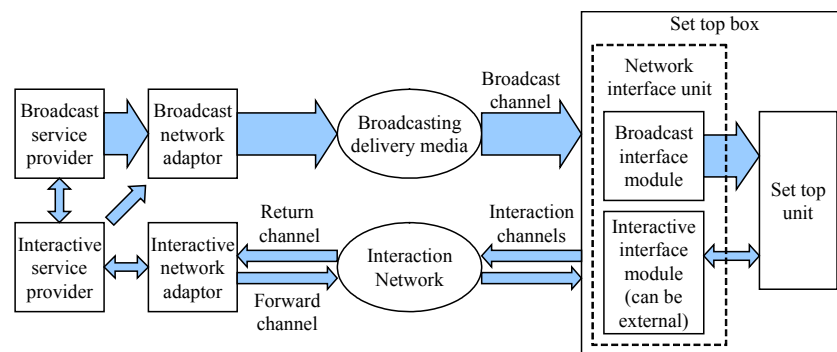 Set top box
Network
interface unit
Broadcast
channel
Broadcast
service
provider
Broadcast
network
adaptor
Broadcasting
delivery media
Broadcast
interface
module
Set top
unit
Interactive
service
provider
Interactive
network
adaptor
Return
channel
Forward
channel
Interaction
Network
Interaction
channels
Interactive
interface
module
(can be
external)